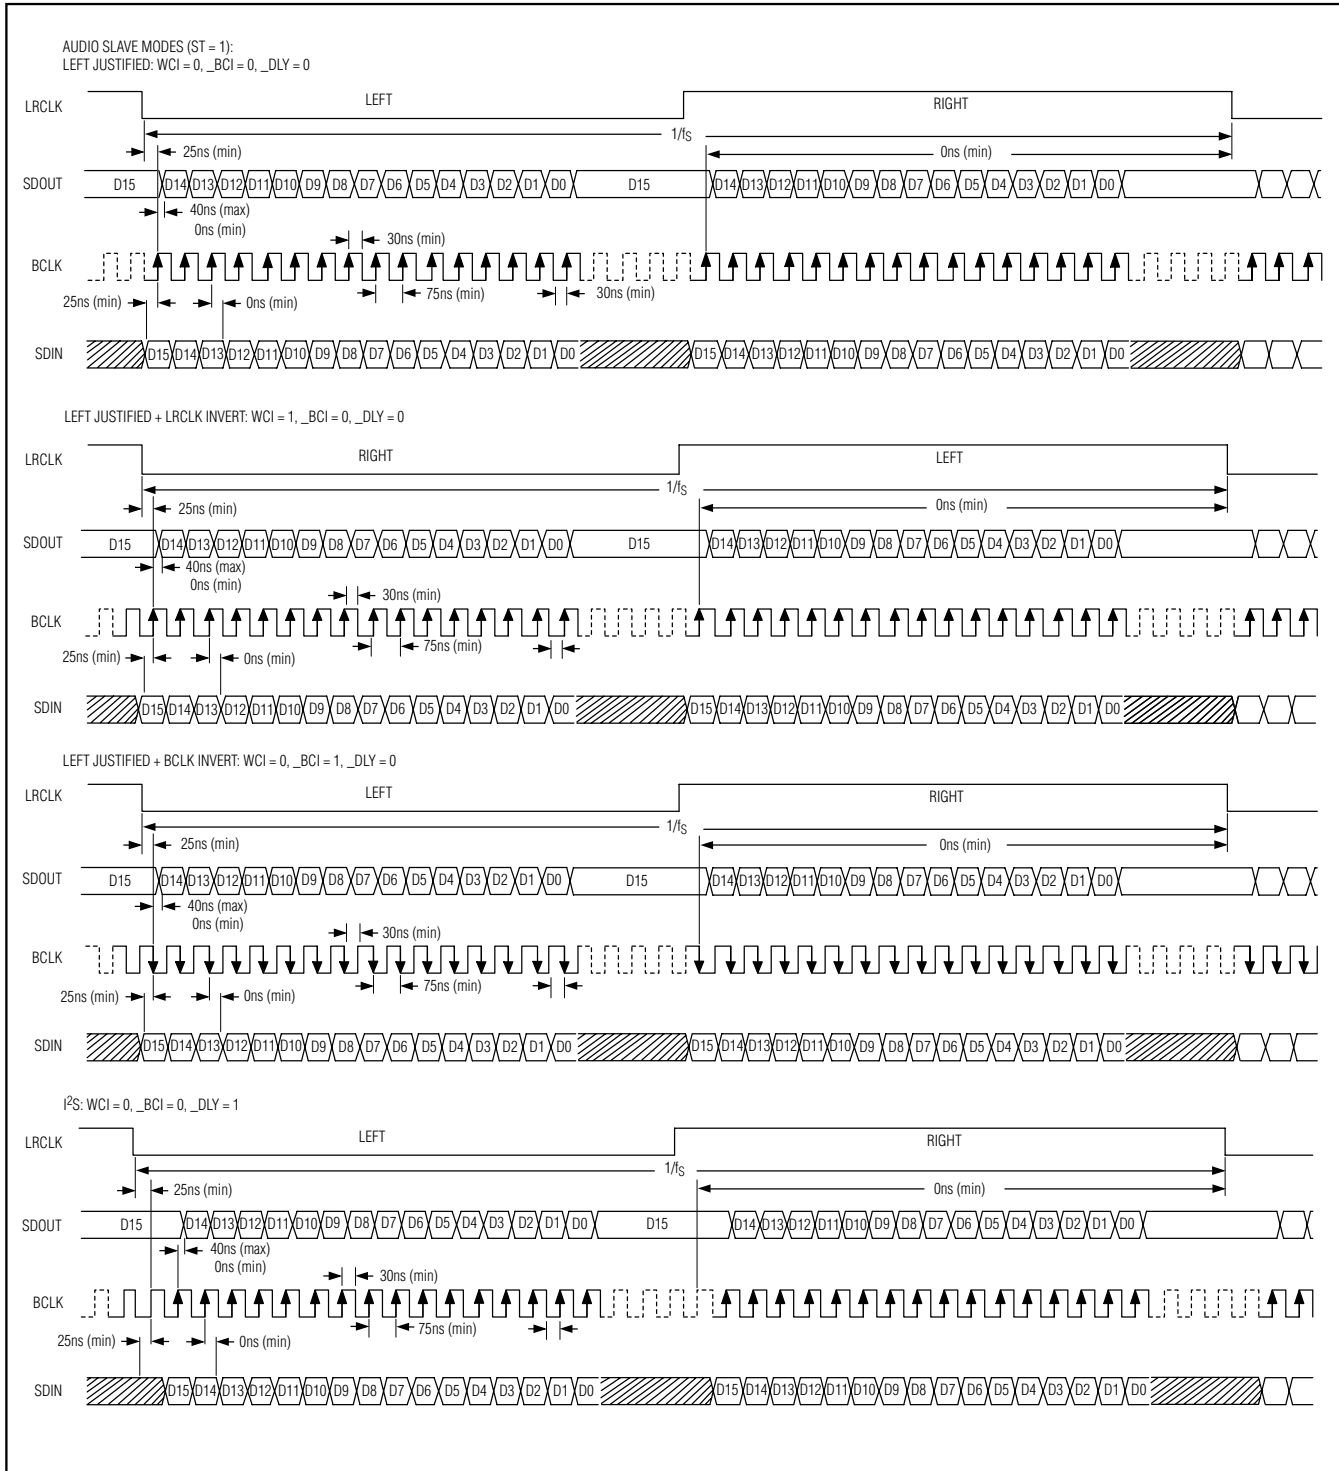 AUDIO SLAVE MODES (ST = 1):
LEFT JUSTIFIED: WCI = 0, _BCI = 0, _DLY = 0
LRCLK LEFT RIGHT
1/fS
25ns (min) 0ns (min)
SDOUT D15 D14 D13 D12 D11 D10 D9 D8 D7 D6 D5 D4 D3 D2 D1 D0 D15 D14 D13 D12 D11 D10 D9 D8 D7 D6 D5 D4 D3 D2 D1 D0
40ns (max)
0ns (min) 30ns (min)
BCLK
25ns (min) 0ns (min) 75ns (min) 30ns (min)
SDIN D15 D14 D13 D12 D11 D10 D9 D8 D7 D6 D5 D4 D3 D2 D1 D0 D15 D14 D13 D12 D11 D10 D9 D8 D7 D6 D5 D4 D3 D2 D1 D0
LEFT JUSTIFIED + LRCLK INVERT: WCI = 1, _BCI = 0, _DLY = 0
LRCLK RIGHT LEFT
1/fS
25ns (min) 0ns (min)
SDOUT D15 D14 D13 D12 D11 D10 D9 D8 D7 D6 D5 D4 D3 D2 D1 D0 D15 D14 D13 D12 D11 D10 D9 D8 D7 D6 D5 D4 D3 D2 D1 D0
40ns (max)
0ns (min) 30ns (min)
BCLK
25ns (min) 0ns (min) 75ns (min)
SDIN D15 D14 D13 D12 D11 D10 D9 D8 D7 D6 D5 D4 D3 D2 D1 D0 D15 D14 D13 D12 D11 D10 D9 D8 D7 D6 D5 D4 D3 D2 D1 D0
LEFT JUSTIFIED + BCLK INVERT: WCI = 0, _BCI = 1, _DLY = 0
LRCLK LEFT RIGHT
1/fS
25ns (min) 0ns (min)
SDOUT D15 D14 D13 D12 D11 D10 D9 D8 D7 D6 D5 D4 D3 D2 D1 D0 D15 D14 D13 D12 D11 D10 D9 D8 D7 D6 D5 D4 D3 D2 D1 D0
40ns (max)
0ns (min) 30ns (min)
BCLK
25ns (min) 0ns (min) 75ns (min)
SDIN D15 D14 D13 D12 D11 D10 D9 D8 D7 D6 D5 D4 D3 D2 D1 D0 D15 D14 D13 D12 D11 D10 D9 D8 D7 D6 D5 D4 D3 D2 D1 D0
I²S: WCI = 0, _BCI = 0, _DLY = 1
LRCLK LEFT RIGHT
1/fS
25ns (min) 0ns (min)
SDOUT D15 D14 D13 D12 D11 D10 D9 D8 D7 D6 D5 D4 D3 D2 D1 D0 D15 D14 D13 D12 D11 D10 D9 D8 D7 D6 D5 D4 D3 D2 D1 D0
40ns (max)
0ns (min) 30ns (min)
BCLK
25ns (min) 0ns (min) 75ns (min)
SDIN D15 D14 D13 D12 D11 D10 D9 D8 D7 D6 D5 D4 D3 D2 D1 D0 D15 D14 D13 D12 D11 D10 D9 D8 D7 D6 D5 D4 D3 D2 D1 D0